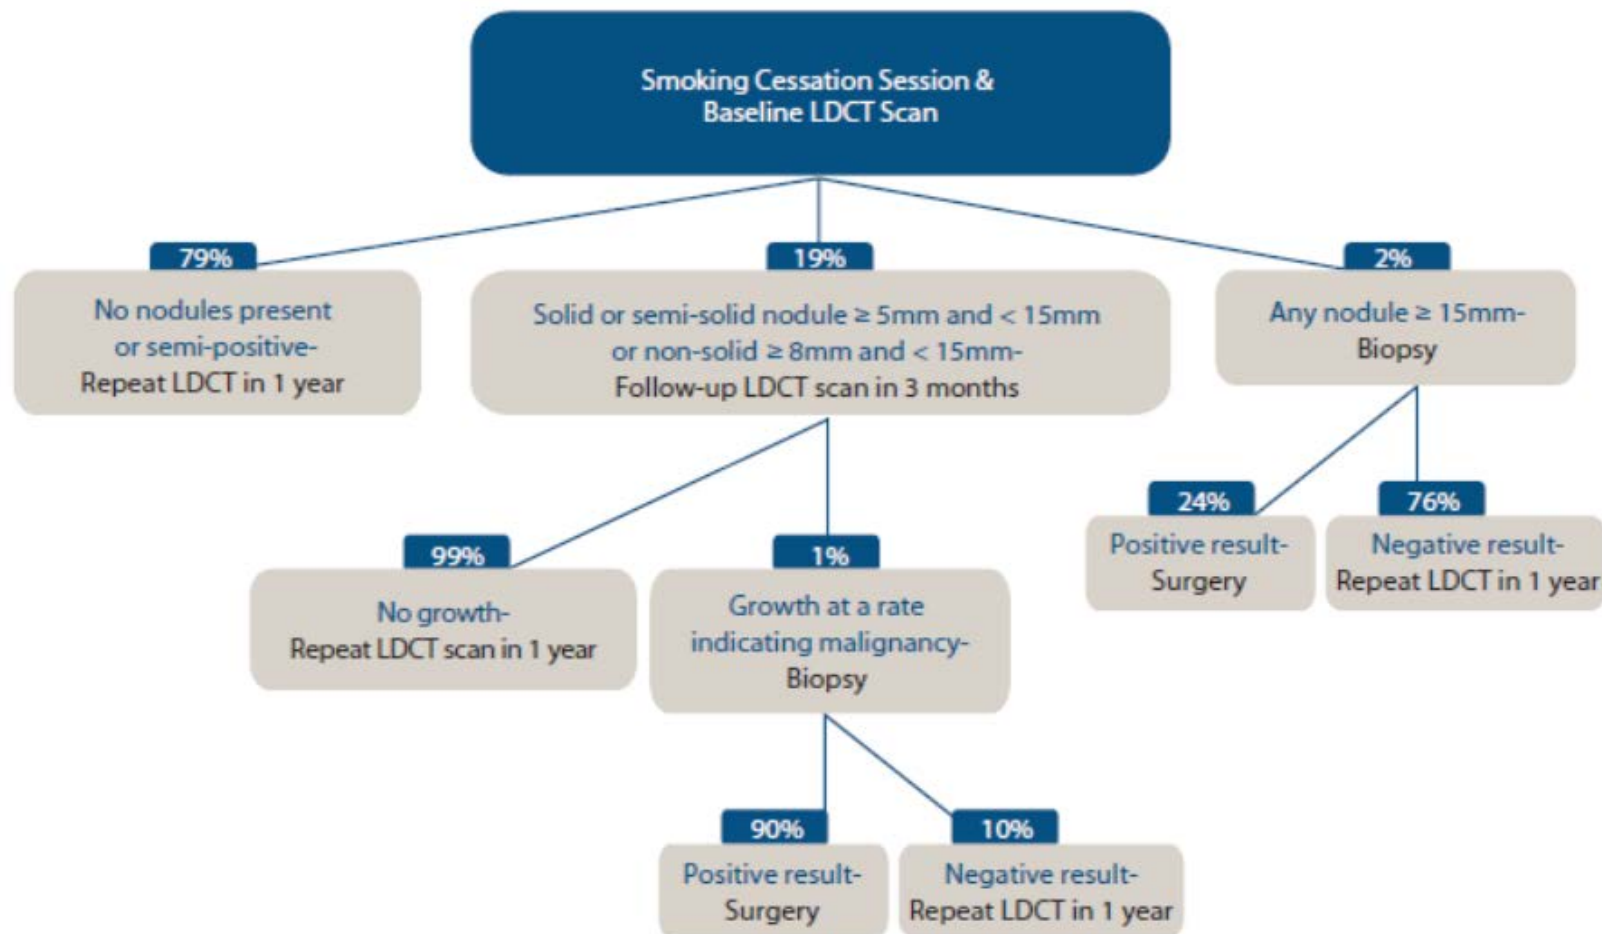 Smoking Cessation Session &
Baseline LDCT Scan
79%
No nodules present
or semi-positive-
Repeat LDCT in 1 year
19%
Solid or semi-solid nodule ≥ 5mm and < 15mm
or non-solid ≥ 8mm and < 15mm-
Follow-up LDCT scan in 3 months
2%
Any nodule ≥ 15mm-
Biopsy
24%
Positive result-
Surgery
76%
Negative result-
Repeat LDCT in 1 year
99%
No growth-
Repeat LDCT scan in 1 year
1%
Growth at a rate
indicating malignancy-
Biopsy
90%
Positive result-
Surgery
10%
Negative result-
Repeat LDCT in 1 year